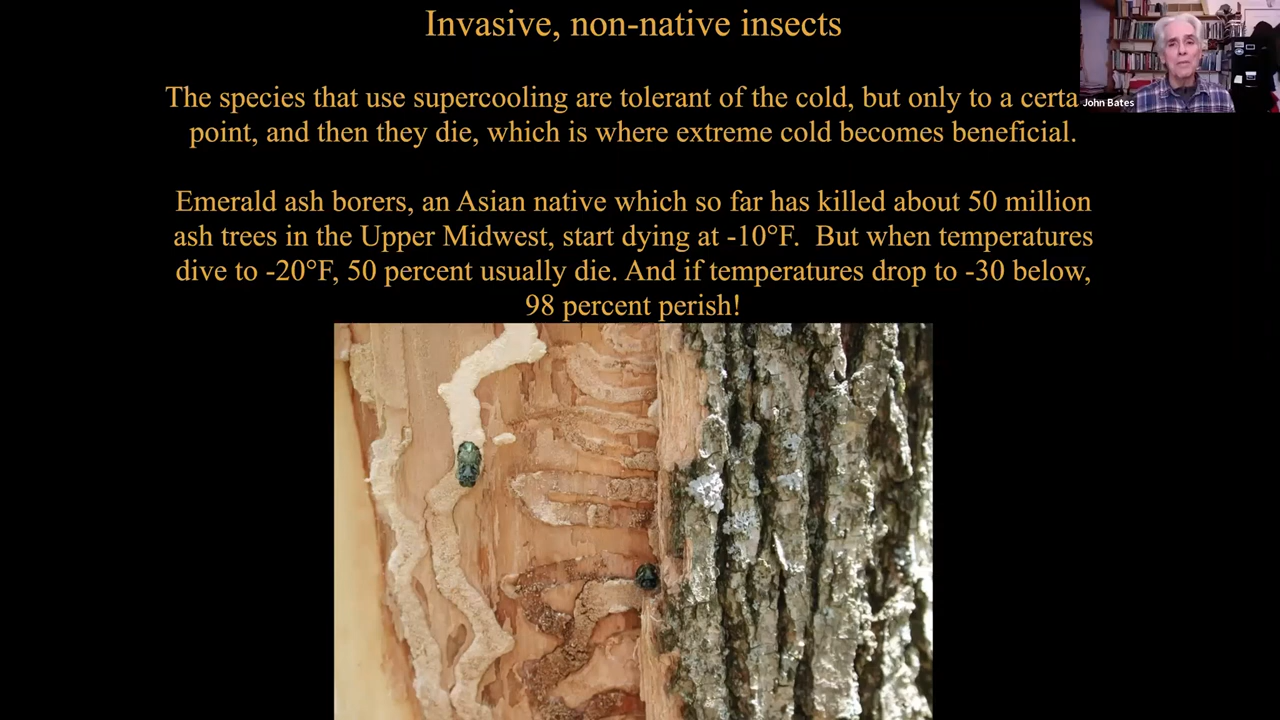 Invasive, non-native insects
The species that use supercooling are tolerant of the cold, but only to a certa
John Bates
point, and then they die, which is where extreme cold becomes beneficial.
Emerald ash borers, an Asian native which so far has killed about 50 million
ash trees in the Upper Midwest, start dying at -10°F. But when temperatures
dive to -20°F, 50 percent usually die. And if temperatures drop to -30 below,
98 percent perish!